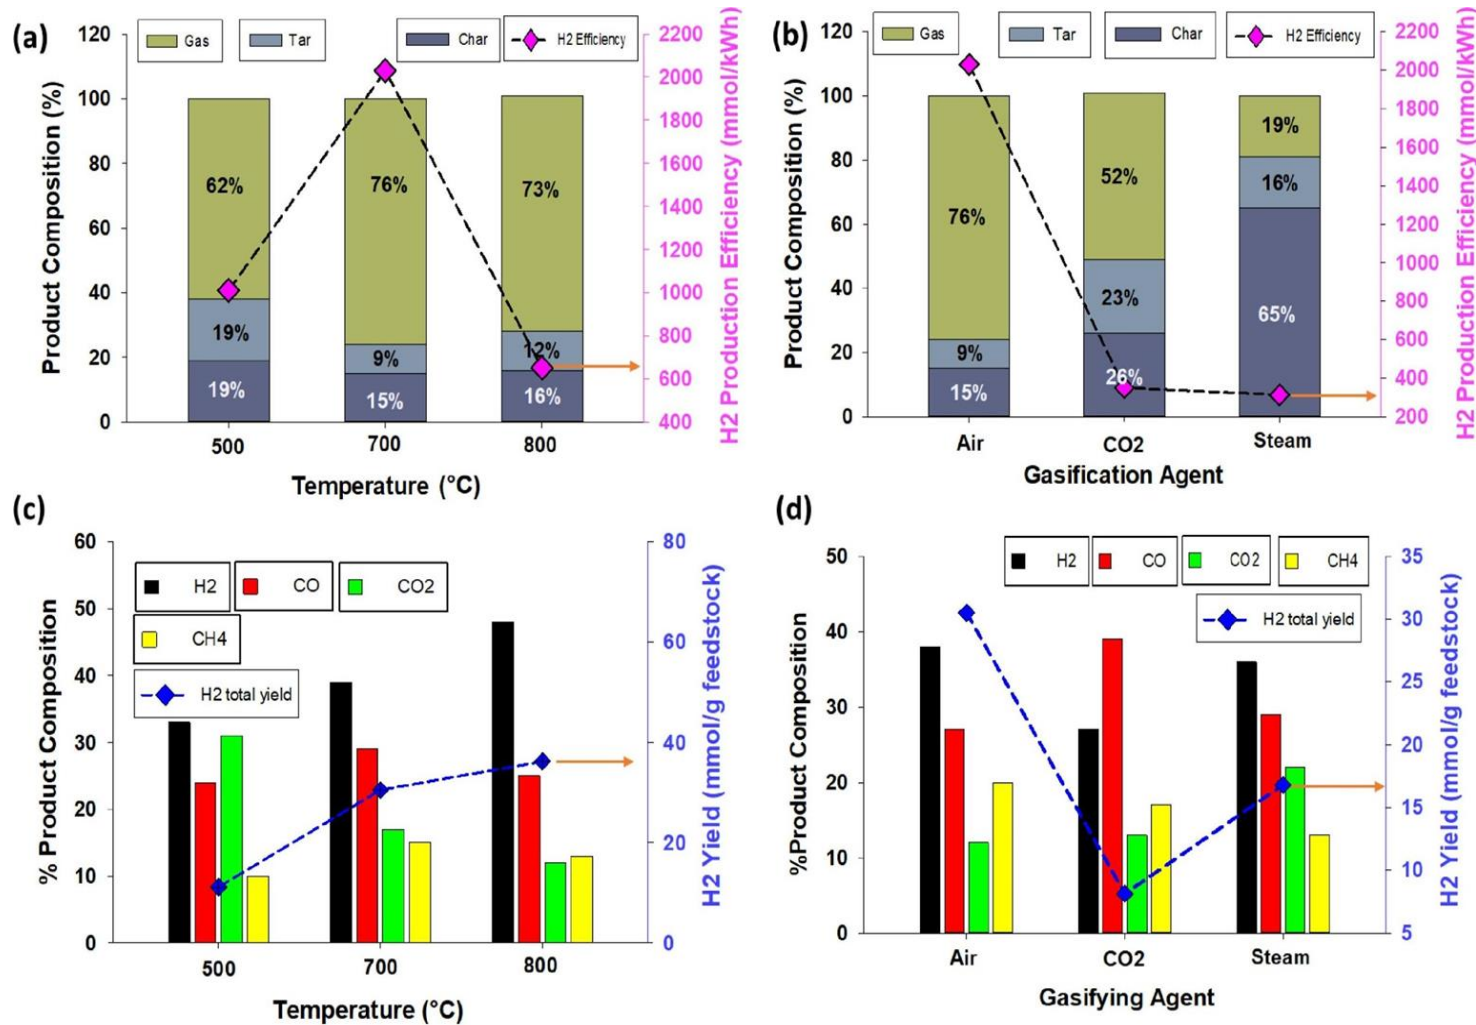 (a)
Gas
Tar
Char
H2 Efficiency
Product Composition (%)
120
100
80
60
40
20
0
62%
19%
19%
76%
9%
15%
73%
12%
16%
2200
2000
1800
1600
1400
1200
1000
800
600
400
H2 Production Efficiency (mmol/kWh)
500
700
800
Temperature (°C)
(b)
Gas
Tar
Char
H2 Efficiency
Product Composition (%)
120
100
80
60
40
20
0
76%
9%
15%
52%
23%
26%
19%
16%
65%
2200
2000
1800
1600
1400
1200
1000
800
600
400
200
H2 Production Efficiency (mmol/kWh)
Air
CO2
Steam
Gasification Agent
(c)
H2
CO
CO2
CH4
H2 total yield
% Product Composition
60
50
40
30
20
10
0
80
60
40
20
0
H2 Yield (mmol/g feedstock)
500
700
800
Temperature (°C)
(d)
H2
CO
CO2
CH4
H2 total yield
%Product Composition
50
40
30
20
10
0
35
30
25
20
15
10
5
H2 Yield (mmol/g feedstock)
Air
CO2
Steam
Gasifying Agent